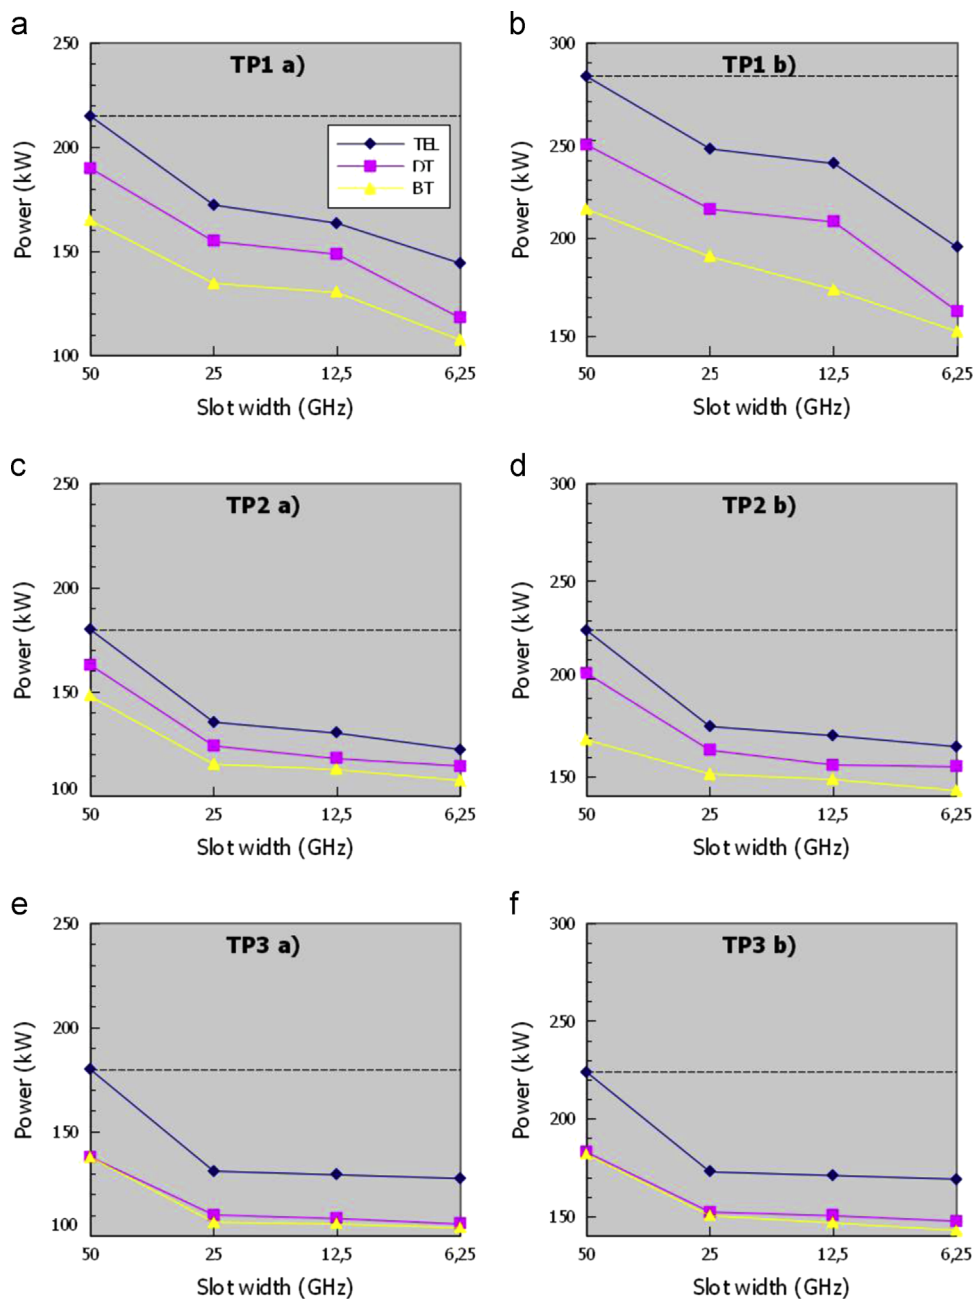 a
TP1 a)
250
200
150
100
Power (kW)
TEL
DT
BT
50 25 12,5 6,25
Slot width (GHz)
b
TP1 b)
300
250
200
150
Power (kW)
50 25 12,5 6,25
Slot width (GHz)
c
TP2 a)
250
200
150
100
Power (kW)
50 25 12,5 6,25
Slot width (GHz)
d
TP2 b)
300
250
200
150
Power (kW)
50 25 12,5 6,25
Slot width (GHz)
e
TP3 a)
250
200
150
100
Power (kW)
50 25 12,5 6,25
Slot width (GHz)
f
TP3 b)
300
250
200
150
Power (kW)
50 25 12,5 6,25
Slot width (GHz)